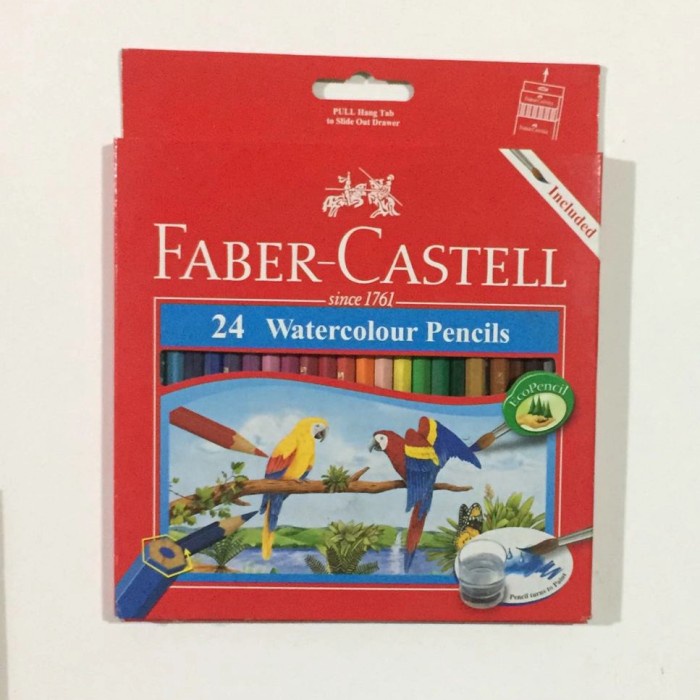 PULL Hang Tab
to Slide Out Drawer
Included
FABER-CASTELL
since 1761
24 Watercolour Pencils
EcoPencil
Pencil turns to Paint